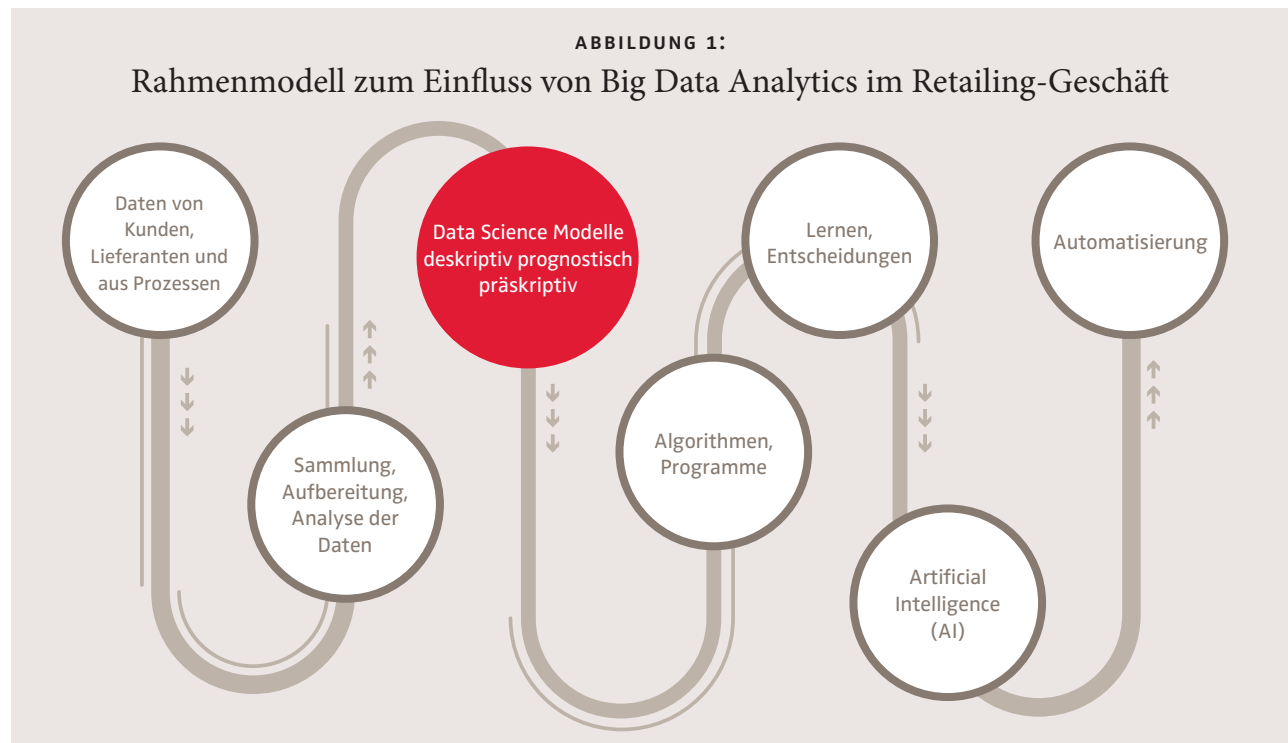 ABBILDUNG 1:
Rahmenmodell zum Einfluss von Big Data Analytics im Retailing-Geschäft
Daten von
Kunden,
Lieferanten und
aus Prozessen
Sammlung,
Aufbereitung,
Analyse der
Daten
Data Science Modelle
deskriptiv prognostisch
präskriptiv
Algorithmen,
Programme
Lernen,
Entscheidungen
Artificial
Intelligence
(AI)
Automatisierung